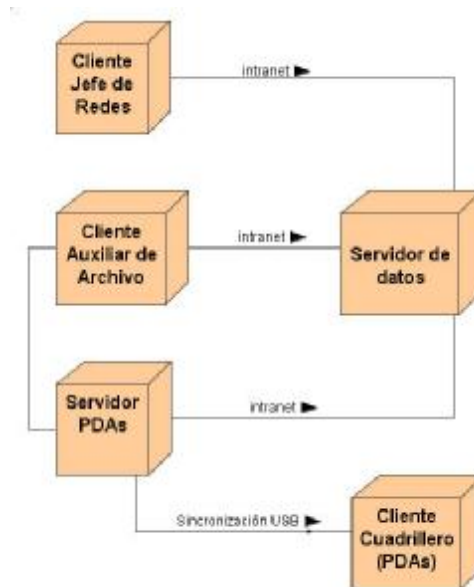 Cliente
Jefe de
Redes
intranet
Cliente
Auxiliar de
Archivo
intranet
Servidor de
datos
Servidor
PDAs
intranet
Sincronización USB
Cliente
Cuadrillero
(PDAs)